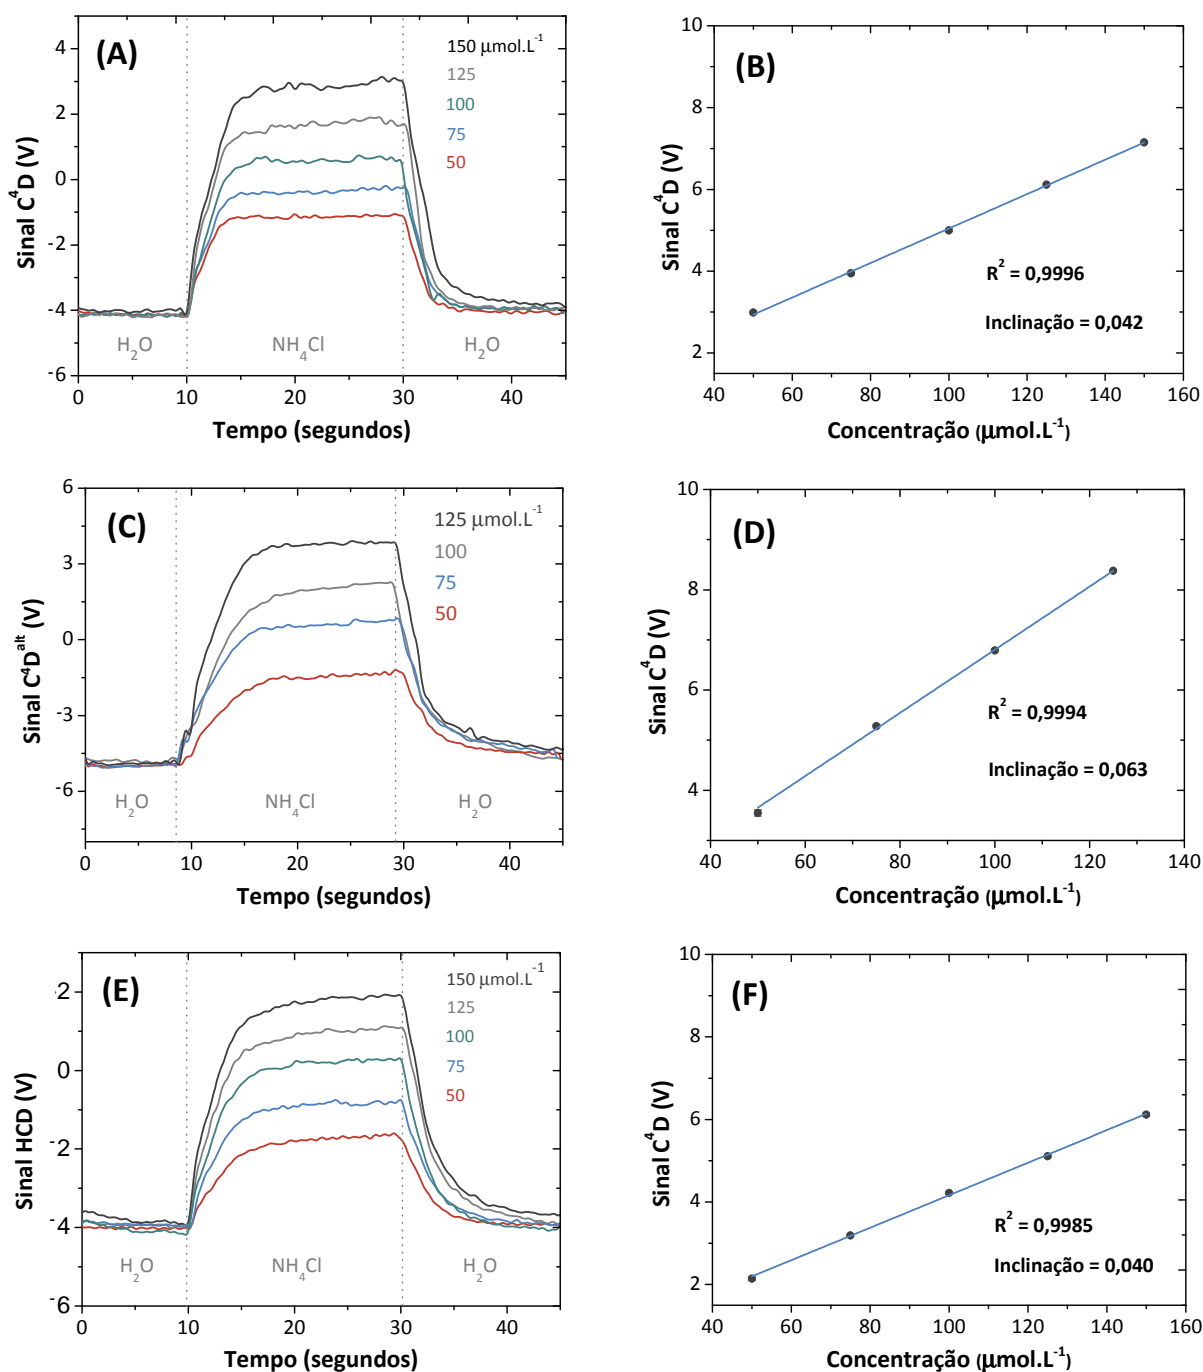 (A)
150 μmol.L⁻¹
125
100
75
50
4
2
0
-2
-4
-6
Sinal C⁴D (V)
H₂O
NH₄Cl
H₂O
0
10
20
30
40
Tempo (segundos)
(B)
10
8
6
4
2
Sinal C⁴D (V)
R² = 0,9996
Inclinação = 0,042
40
60
80
100
120
140
160
Concentração (μmol.L⁻¹)
(C)
125 μmol.L⁻¹
100
75
50
6
3
0
-3
-6
Sinal C⁴Dᵃˡᵗ (V)
H₂O
NH₄Cl
H₂O
0
10
20
30
40
Tempo (segundos)
(D)
10
8
6
4
Sinal C⁴D (V)
R² = 0,9994
Inclinação = 0,063
40
60
80
100
120
140
Concentração (μmol.L⁻¹)
(E)
150 μmol.L⁻¹
125
100
75
50
2
0
-2
-4
-6
Sinal HCD (V)
H₂O
NH₄Cl
H₂O
0
10
20
30
40
Tempo (segundos)
(F)
10
8
6
4
2
Sinal C⁴D (V)
R² = 0,9985
Inclinação = 0,040
40
60
80
100
120
140
160
Concentração (μmol.L⁻¹)